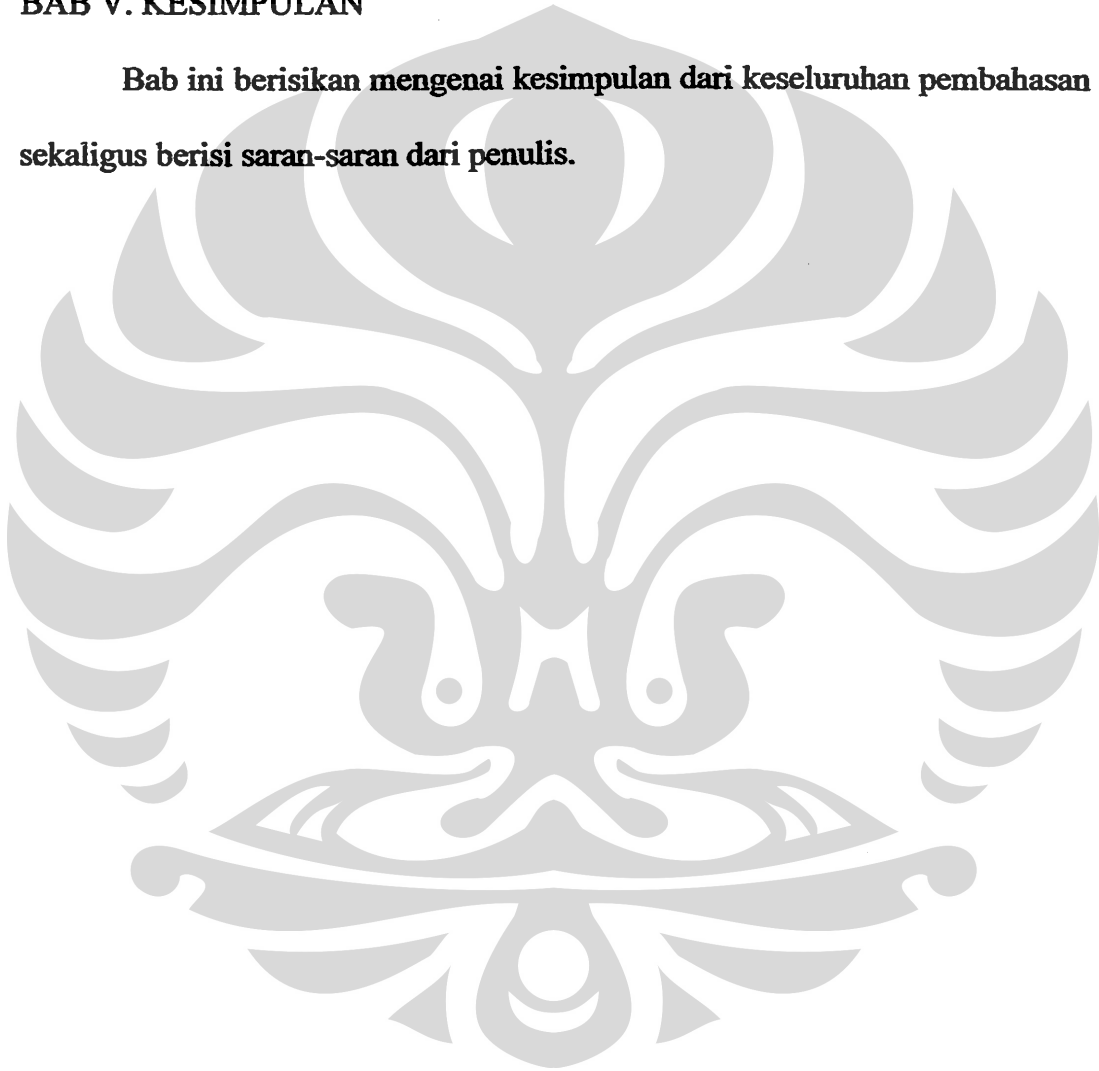 BAB V. KESIMPULAN
Bab ini berisikan mengenai kesimpulan dari keseluruhan pembahasan
sekaligus berisi saran-saran dari penulis.